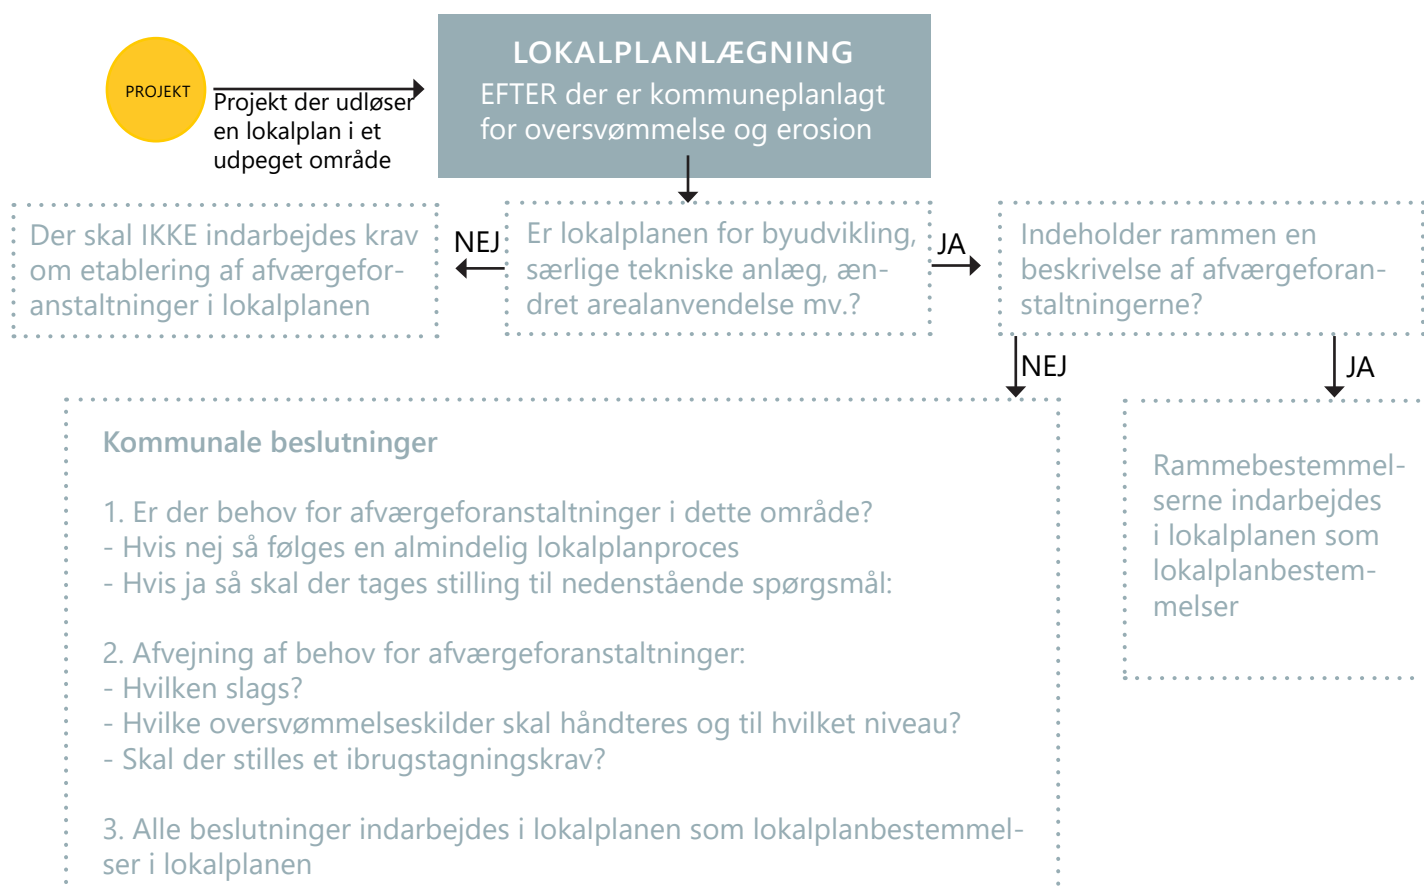 PROJEKT
Projekt der udløser
en lokalplan i et
udpeget område
LOKALPLANLÆGNING
EFTER der er kommuneplanlagt
for oversvømmelse og erosion
Der skal IKKE indarbejdes krav
om etablering af afværgefor-
anstaltninger i lokalplanen
NEJ
Er lokalplanen for byudvikling,
særlige tekniske anlæg, æn-
dret arealanvendelse mv.?
JA
Indeholder rammen en
beskrivelse af afværgeforan-
staltningerne?
NEJ
JA
Kommunale beslutninger
1. Er der behov for afværgeforanstaltninger i dette område?
- Hvis nej så følges en almindelig lokalplanproces
- Hvis ja så skal der tages stilling til nedenstående spørgsmål:
2. Afvejning af behov for afværgeforanstaltninger:
- Hvilken slags?
- Hvilke oversvømmelseskilder skal håndteres og til hvilket niveau?
- Skal der stilles et ibrugstagningskrav?
3. Alle beslutninger indarbejdes i lokalplanen som lokalplanbestemmel-
ser i lokalplanen
Rammebestemmel-
serne indarbejdes
i lokalplanen som
lokalplanbestem-
melser